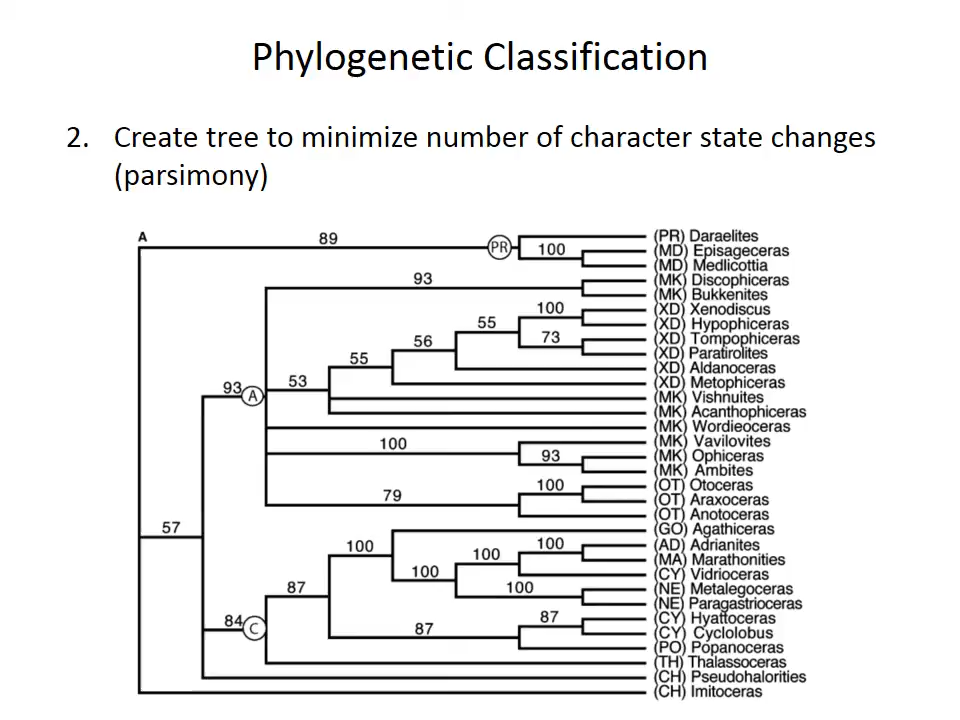 Phylogenetic Classification
2. Create tree to minimize number of character state changes
(parsimony)
A
89
PR
100
93
100
55
73
56
55
53
93
A
100
93
100
79
57
100
100
100
100
87
100
84
C
87
87
(PR) Daraelites
(MD) Episageceras
(MD) Medlicottia
(MK) Discophiceras
(MK) Bukkenites
(XD) Xenodiscus
(XD) Hypophiceras
(XD) Tompophiceras
(XD) Paratirolites
(XD) Aldanoceras
(XD) Metophiceras
(MK) Vishnuites
(MK) Acanthophiceras
(MK) Wordieoceras
(MK) Vavilovites
(MK) Ophiceras
(MK) Ambites
(OT) Otoceras
(OT) Araxoceras
(OT) Anotoceras
(GO) Agathiceras
(AD) Adrianites
(MA) Marathonities
(CY) Vidrioceras
(NE) Metalegoceras
(NE) Paragastrioceras
(CY) Hyattoceras
(CY) Cyclolobus
(PO) Popanoceras
(TH) Thalassoceras
(CH) Pseudohalorities
(CH) Imitoceras